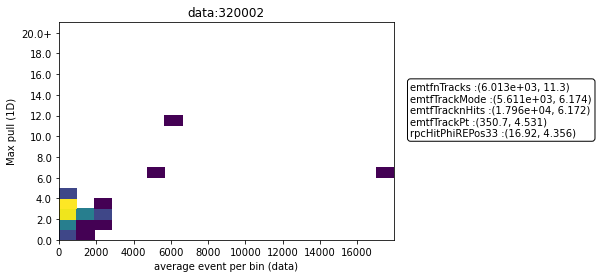 data:320002
20.0+
18.0
16.0
14.0
12.0
10.0
8.0
6.0
4.0
2.0
0.0
Max pull (1D)
0 2000 4000 6000 8000 10000 12000 14000 16000
average event per bin (data)
emtfnTracks :(6.013e+03, 11.3)
emtfTrackMode :(5.611e+03, 6.174)
emtfTracknHits :(1.796e+04, 6.172)
emtfTrackPt :(350.7, 4.531)
rpcHitPhiREPos33 :(16.92, 4.356)